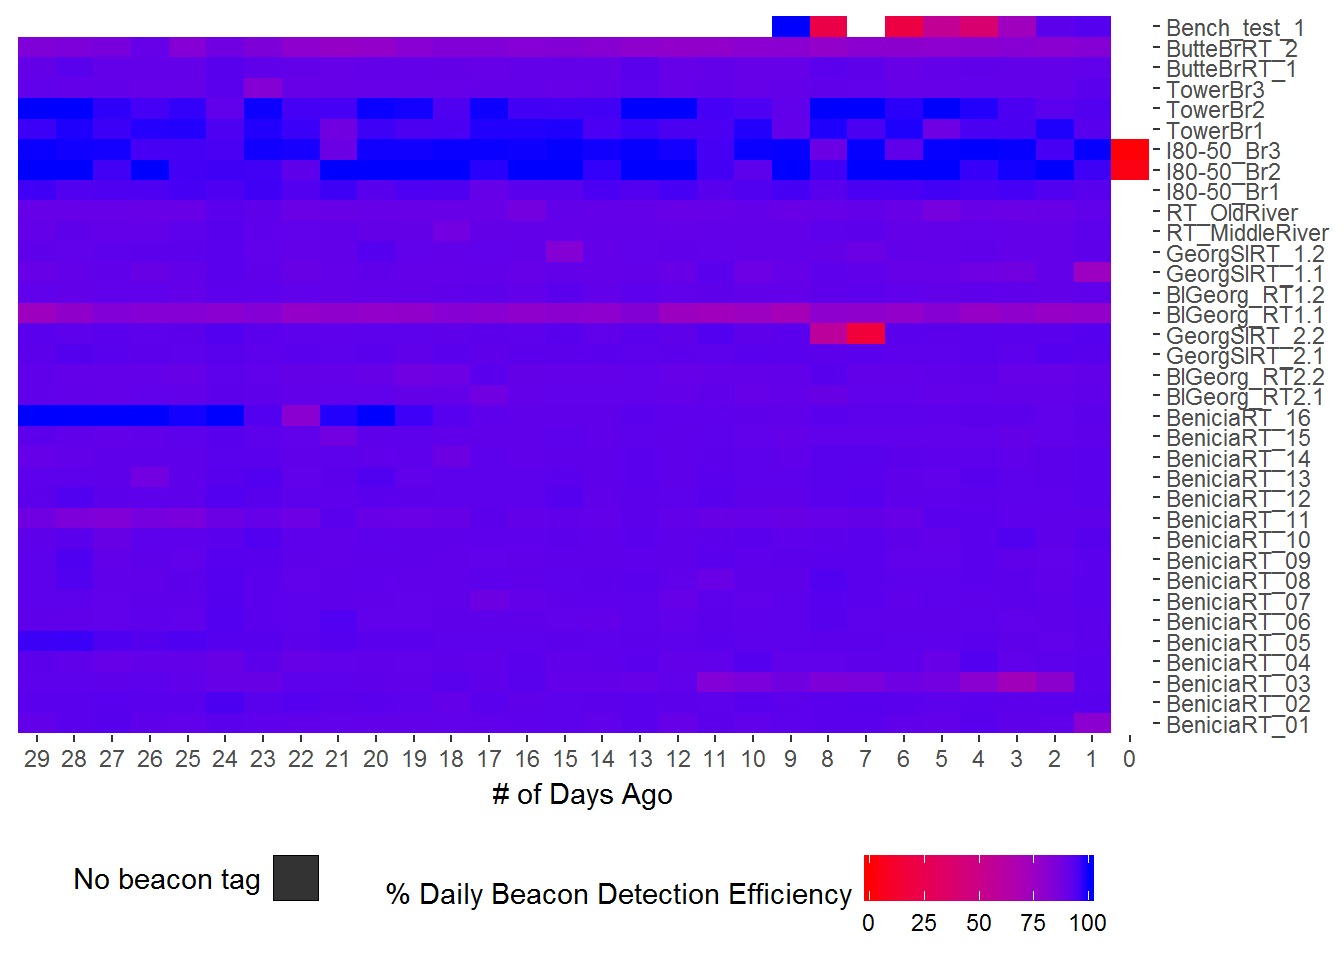 Bench_test_1
ButteBrRT_2
ButteBrRT_1
TowerBr3
TowerBr2
TowerBr1
I80-50_Br3
I80-50_Br2
I80-50_Br1
RT_OldRiver
RT_MiddleRiver
GeorgSlRT_1.2
GeorgSlRT_1.1
BlGeorg_RT1.2
BlGeorg_RT1.1
GeorgSlRT_2.2
GeorgSlRT_2.1
BlGeorg_RT2.2
BlGeorg_RT2.1
BeniciaRT_16
BeniciaRT_15
BeniciaRT_14
BeniciaRT_13
BeniciaRT_12
BeniciaRT_11
BeniciaRT_10
BeniciaRT_09
BeniciaRT_08
BeniciaRT_07
BeniciaRT_06
BeniciaRT_05
BeniciaRT_04
BeniciaRT_03
BeniciaRT_02
BeniciaRT_01
29 28 27 26 25 24 23 22 21 20 19 18 17 16 15 14 13 12 11 10 9 8 7 6 5 4 3 2 1 0
# of Days Ago
No beacon tag
% Daily Beacon Detection Efficiency
0 25 50 75 100